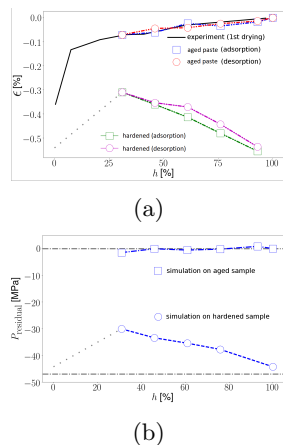 0.0
−0.1
−0.2
−0.3
−0.4
−0.5
ϵ [%]
experiment (1st drying)
aged paste (adsorption)
aged paste (desorption)
hardened (adsorption)
hardened (desorption)
0 25 50 75 100
h [%]
(a)
0
−10
−20
−30
−40
−50
P_residual [MPa]
simulation on aged sample
simulation on hardened sample
0 20 40 60 80 100
h [%]
(b)